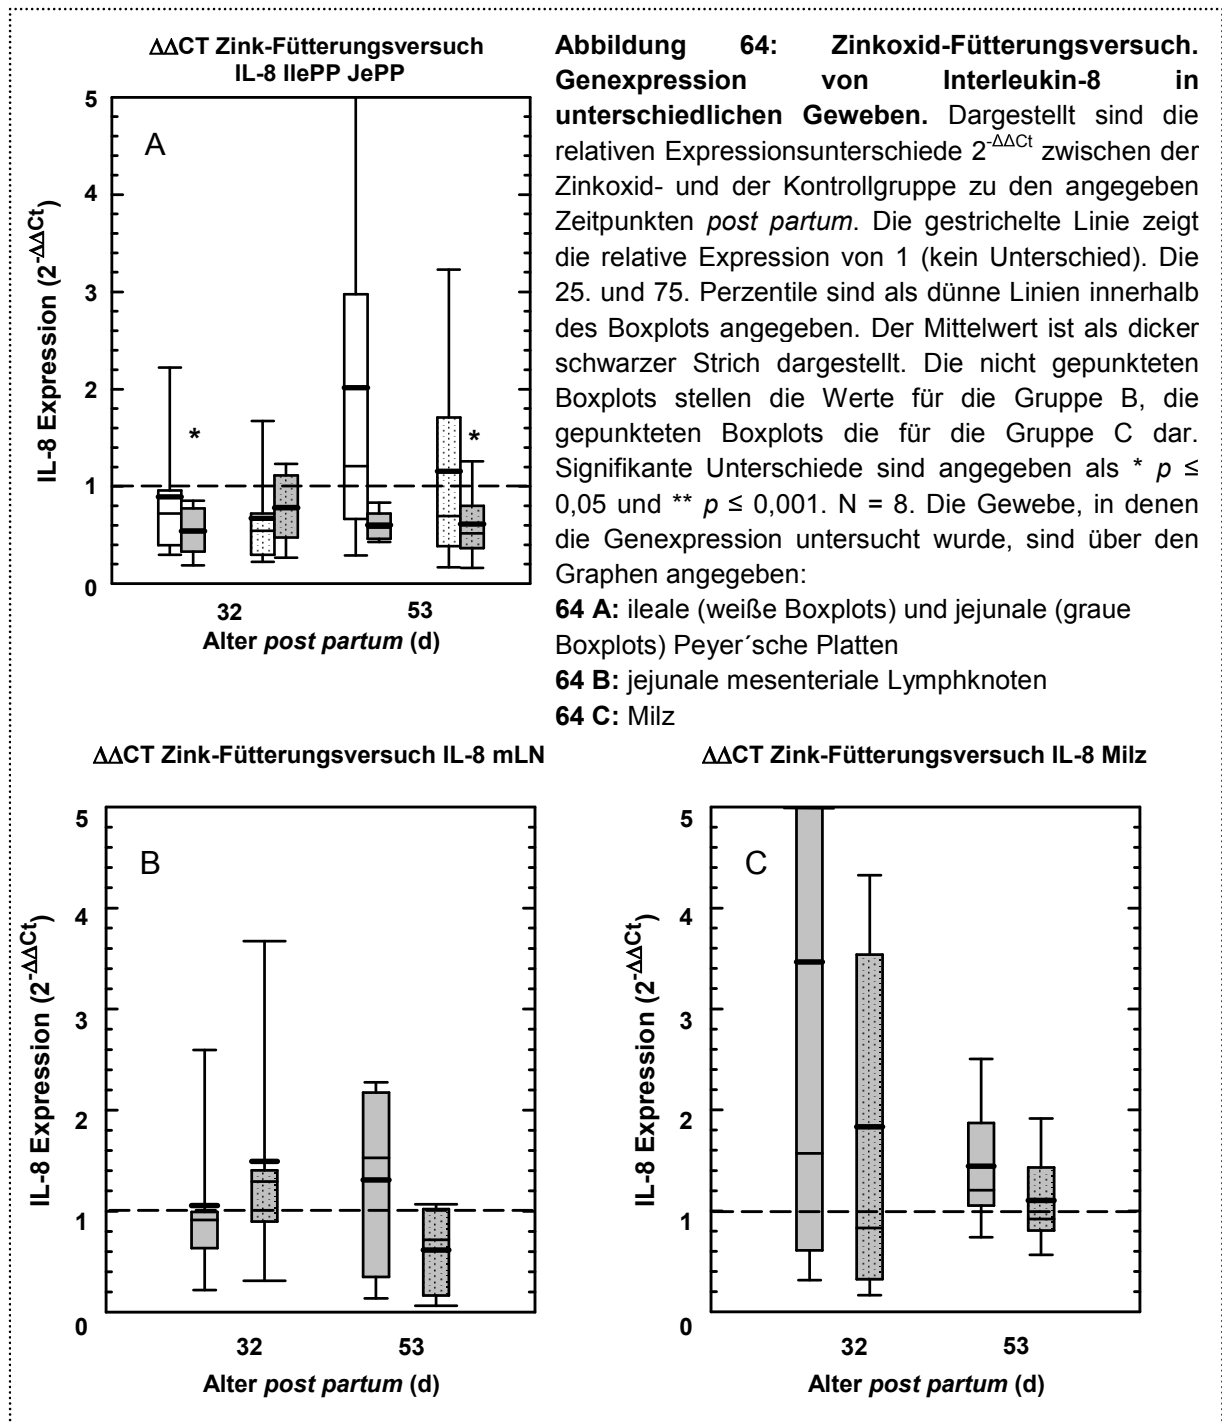 ΔΔCT Zink-Fütterungsversuch
IL-8 IlePP JePP
5
4
3
2
1
0
A
*
*
IL-8 Expression (2^-ΔΔCt)
32
53
Alter post partum (d)
Abbildung 64: Zinkoxid-Fütterungsversuch.
Genexpression von Interleukin-8 in
unterschiedlichen Geweben. Dargestellt sind die
relativen Expressionsunterschiede 2^-ΔΔCt zwischen der
Zinkoxid- und der Kontrollgruppe zu den angegeben
Zeitpunkten post partum. Die gestrichelte Linie zeigt
die relative Expression von 1 (kein Unterschied). Die
25. und 75. Perzentile sind als dünne Linien innerhalb
des Boxplots angegeben. Der Mittelwert ist als dicker
schwarzer Strich dargestellt. Die nicht gepunkteten
Boxplots stellen die Werte für die Gruppe B, die
gepunkteten Boxplots die für die Gruppe C dar.
Signifikante Unterschiede sind angegeben als * p ≤
0,05 und ** p ≤ 0,001. N = 8. Die Gewebe, in denen
die Genexpression untersucht wurde, sind über den
Graphen angegeben:
64 A: ileale (weiße Boxplots) und jejunale (graue
Boxplots) Peyer´sche Platten
64 B: jejunale mesenteriale Lymphknoten
64 C: Milz
ΔΔCT Zink-Fütterungsversuch IL-8 mLN
5
4
3
2
1
0
B
IL-8 Expression (2^-ΔΔCt)
32
53
Alter post partum (d)
ΔΔCT Zink-Fütterungsversuch IL-8 Milz
5
4
3
2
1
0
C
IL-8 Expression (2^-ΔΔCt)
32
53
Alter post partum (d)